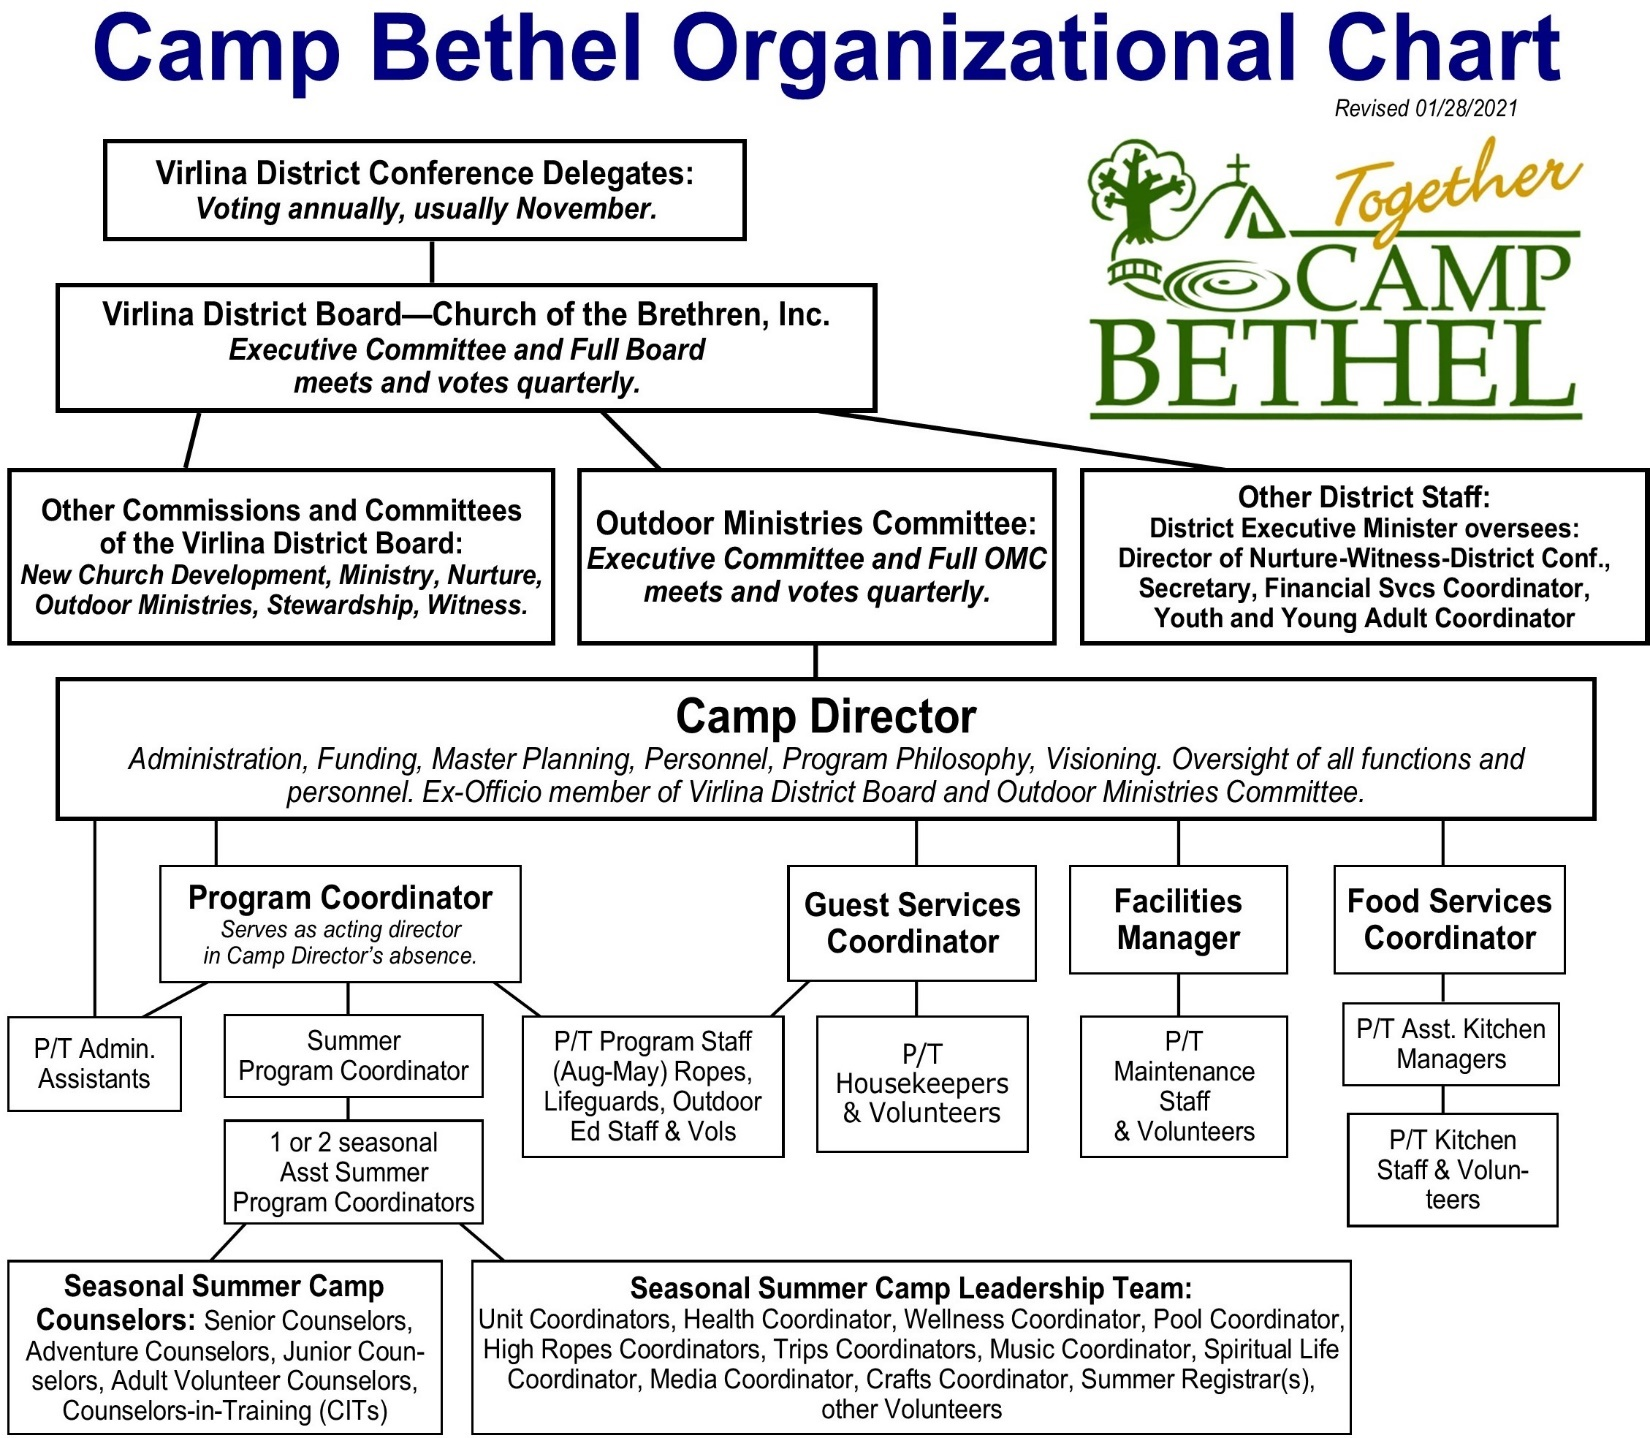 Camp Bethel Organizational Chart
Revised 01/28/2021
Together
CAMP
BETHEL
Virlina District Conference Delegates:
Voting annually, usually November.
Virlina District Board—Church of the Brethren, Inc.
Executive Committee and Full Board
meets and votes quarterly.
Other Commissions and Committees
of the Virlina District Board:
New Church Development, Ministry, Nurture,
Outdoor Ministries, Stewardship, Witness.
Outdoor Ministries Committee:
Executive Committee and Full OMC
meets and votes quarterly.
Other District Staff:
District Executive Minister oversees:
Director of Nurture-Witness-District Conf.,
Secretary, Financial Svcs Coordinator,
Youth and Young Adult Coordinator
Camp Director
Administration, Funding, Master Planning, Personnel, Program Philosophy, Visioning. Oversight of all functions and
personnel. Ex-Officio member of Virlina District Board and Outdoor Ministries Committee.
Program Coordinator
Serves as acting director
in Camp Director's absence.
Guest Services
Coordinator
Facilities
Manager
Food Services
Coordinator
P/T Admin.
Assistants
Summer
Program Coordinator
P/T Program Staff
(Aug-May) Ropes,
Lifeguards, Outdoor
Ed Staff & Vols
P/T
Housekeepers
& Volunteers
P/T
Maintenance
Staff
& Volunteers
P/T Asst. Kitchen
Managers
1 or 2 seasonal
Asst Summer
Program Coordinators
P/T Kitchen
Staff & Volun-
teers
Seasonal Summer Camp
Counselors: Senior Counselors,
Adventure Counselors, Junior Coun-
selors, Adult Volunteer Counselors,
Counselors-in-Training (CITs)
Seasonal Summer Camp Leadership Team:
Unit Coordinators, Health Coordinator, Wellness Coordinator, Pool Coordinator,
High Ropes Coordinators, Trips Coordinators, Music Coordinator, Spiritual Life
Coordinator, Media Coordinator, Crafts Coordinator, Summer Registrar(s),
other Volunteers